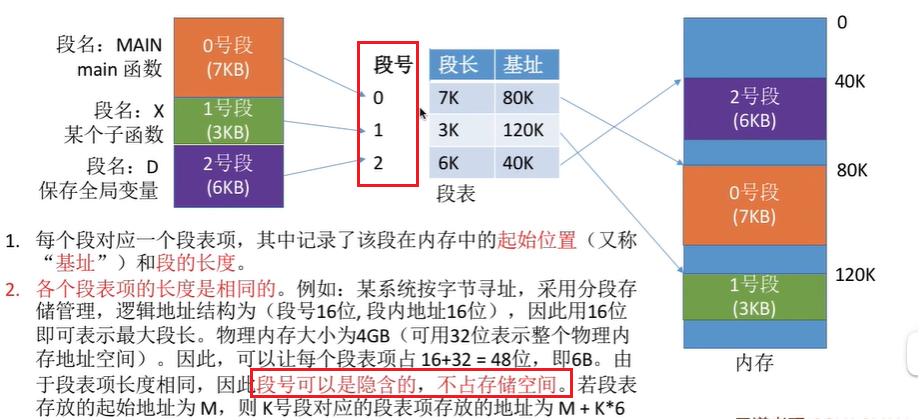 段名：MAIN
main 函数
0号段
(7KB)
段名：X
某个子函数
1号段
(3KB)
段名：D
保存全局变量
2号段
(6KB)
段号 段长 基址
0 7K 80K
1 3K 120K
2 6K 40K
段表
0
40K
2号段
(6KB)
80K
0号段
(7KB)
120K
1号段
(3KB)
内存
1. 每个段对应一个段表项，其中记录了该段在内存中的起始位置（又称
“基址”）和段的长度。
2. 各个段表项的长度是相同的。例如：某系统按字节寻址，采用分段存
储管理，逻辑地址结构为（段号16位, 段内地址16位），因此用16位
即可表示最大段长。物理内存大小为4GB（可用32位表示整个物理内
存地址空间）。因此，可以让每个段表项占 16+32 = 48位，即6B。由
于段表项长度相同，因此段号可以是隐含的，不占存储空间。若段表
存放的起始地址为 M，则 K号段对应的段表项存放的地址为 M + K*6